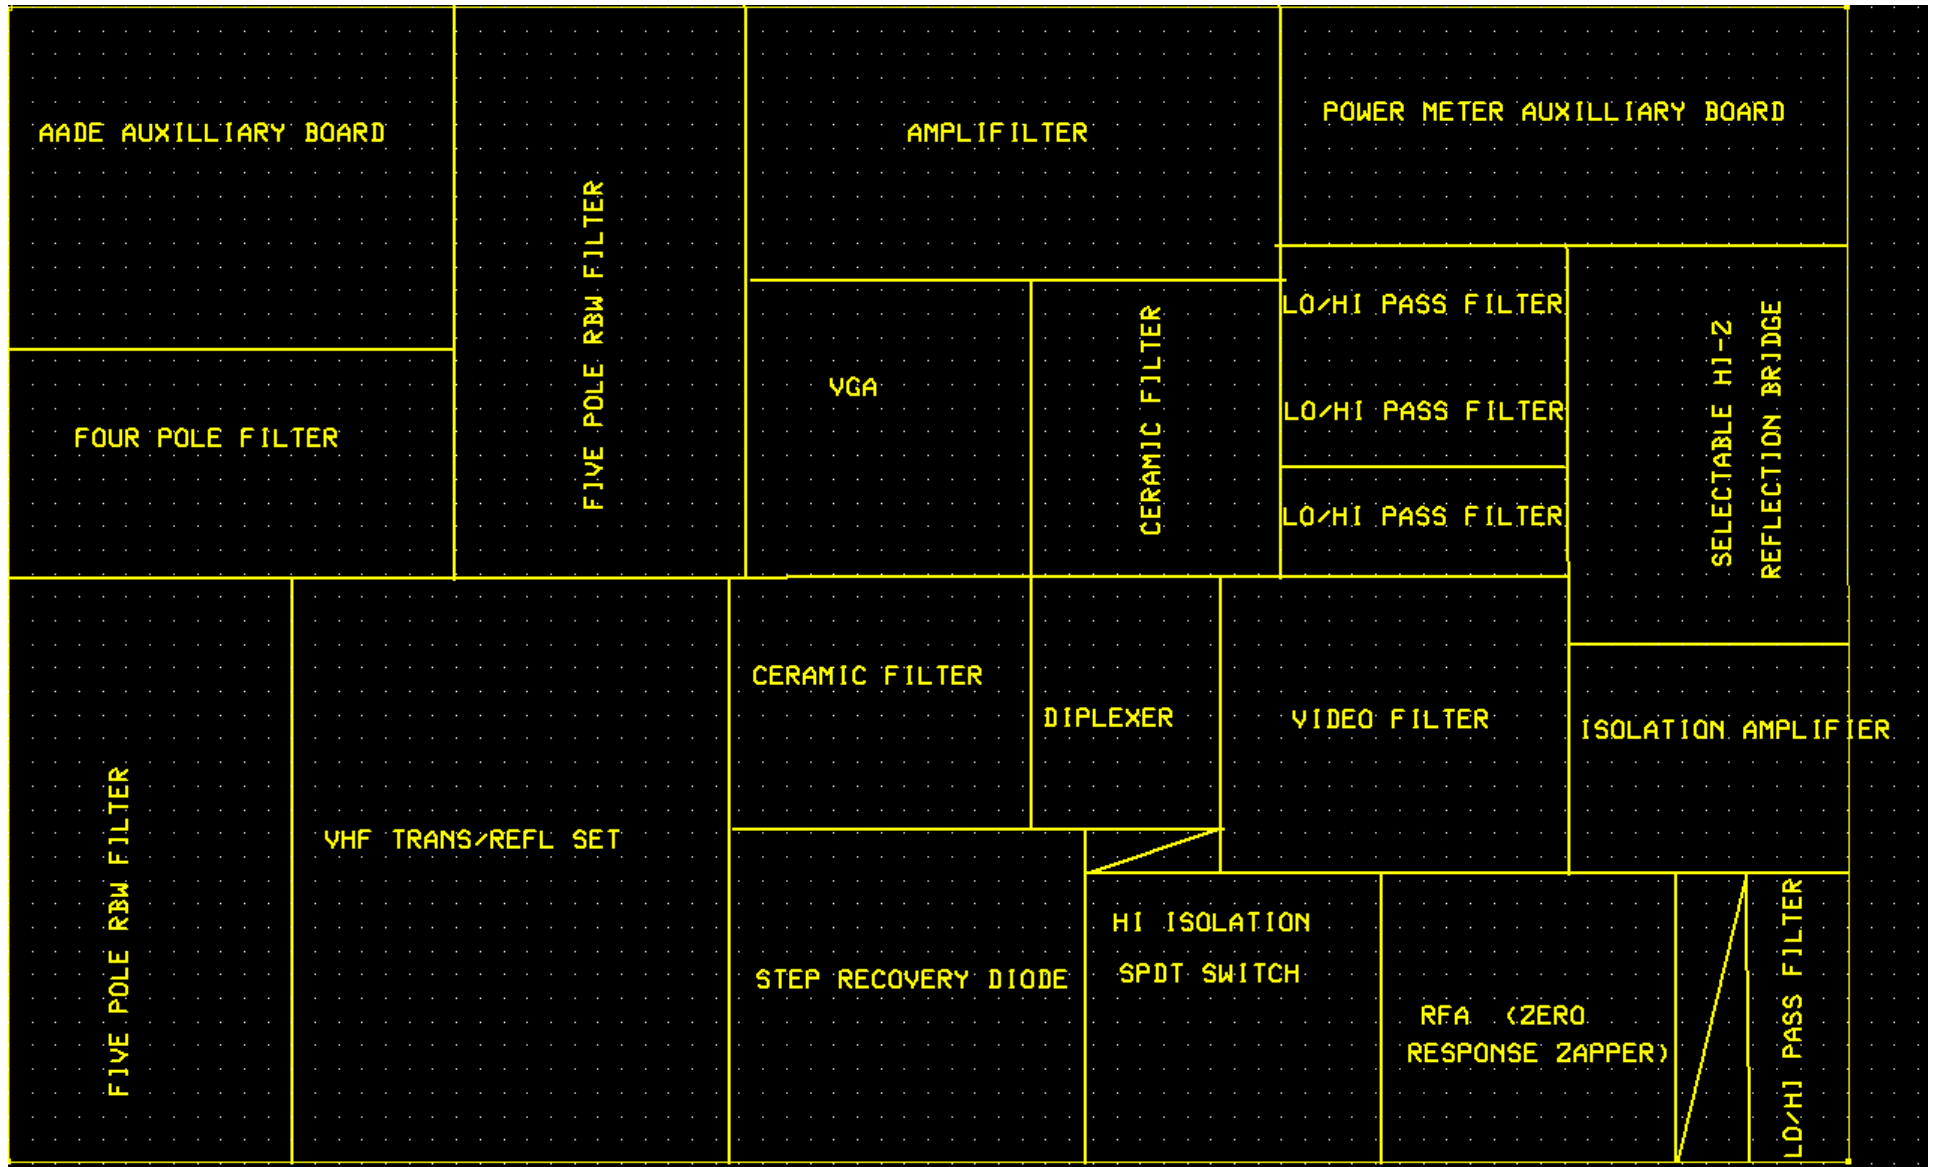 AADE AUXILLIARY BOARD
FIVE POLE RBW FILTER
AMPLIFILTER
POWER METER AUXILLIARY BOARD
FOUR POLE FILTER
VGA
CERAMIC FILTER
LO/HI PASS FILTER
LO/HI PASS FILTER
LO/HI PASS FILTER
SELECTABLE HI-Z
REFLECTION BRIDGE
FIVE POLE RBW FILTER
VHF TRANS/REFL SET
CERAMIC FILTER
DIPLEXER
VIDEO FILTER
ISOLATION AMPLIFIER
STEP RECOVERY DIODE
HI ISOLATION
SPDT SWITCH
RFA (ZERO
RESPONSE ZAPPER)
LO/HI PASS FILTER